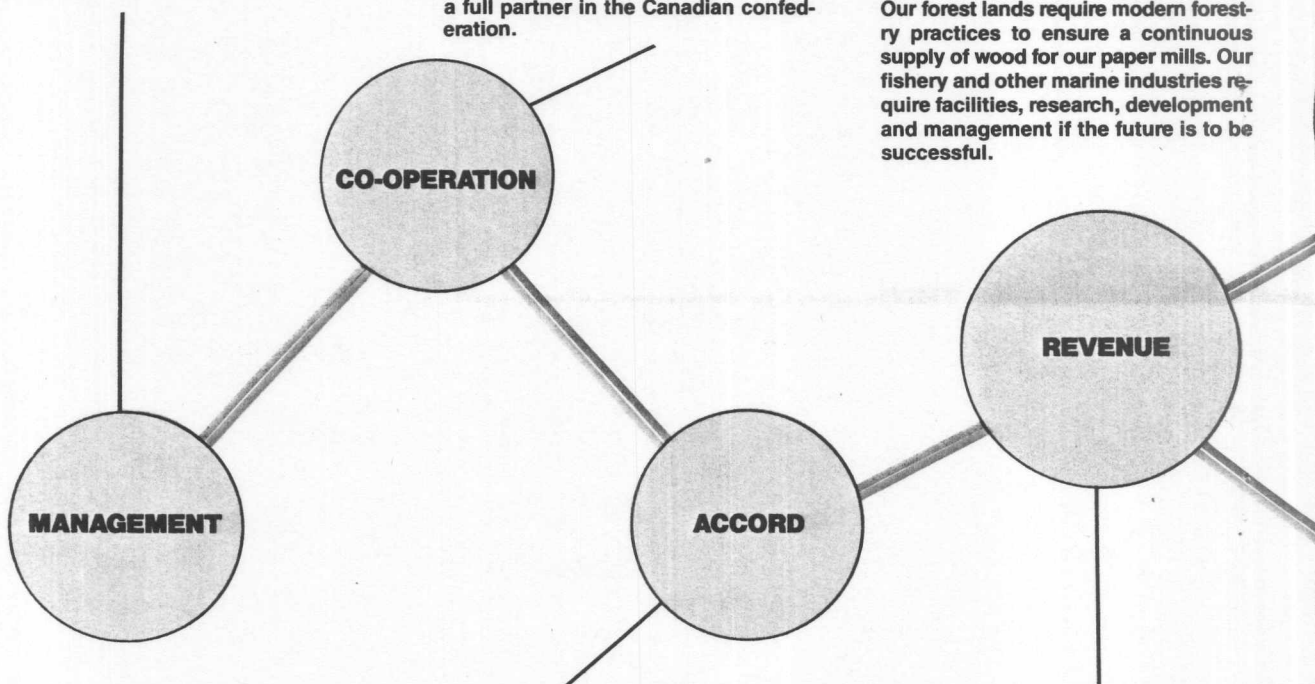 a full partner in the Canadian confed-
eration.
Our forest lands require modern forest-
ry practices to ensure a continuous
supply of wood for our paper mills. Our
fishery and other marine industries re-
quire facilities, research, development
and management if the future is to be
successful.
CO-OPERATION
REVENUE
MANAGEMENT
ACCORD